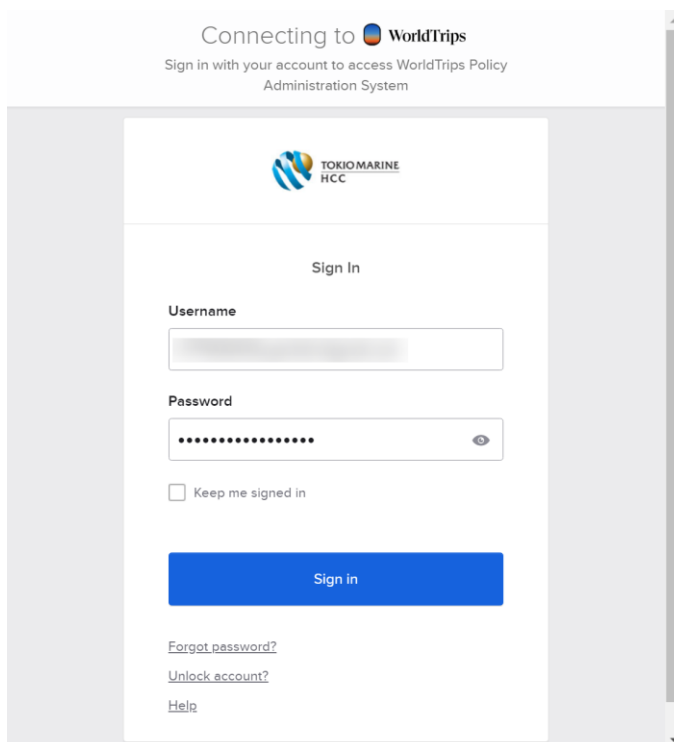 Connecting to WorldTrips
Sign in with your account to access WorldTrips Policy
Administration System
TOKIO MARINE
HCC
Sign In
Username
Password
•••••••••••••••••
Keep me signed in
Sign in
Forgot password?
Unlock account?
Help